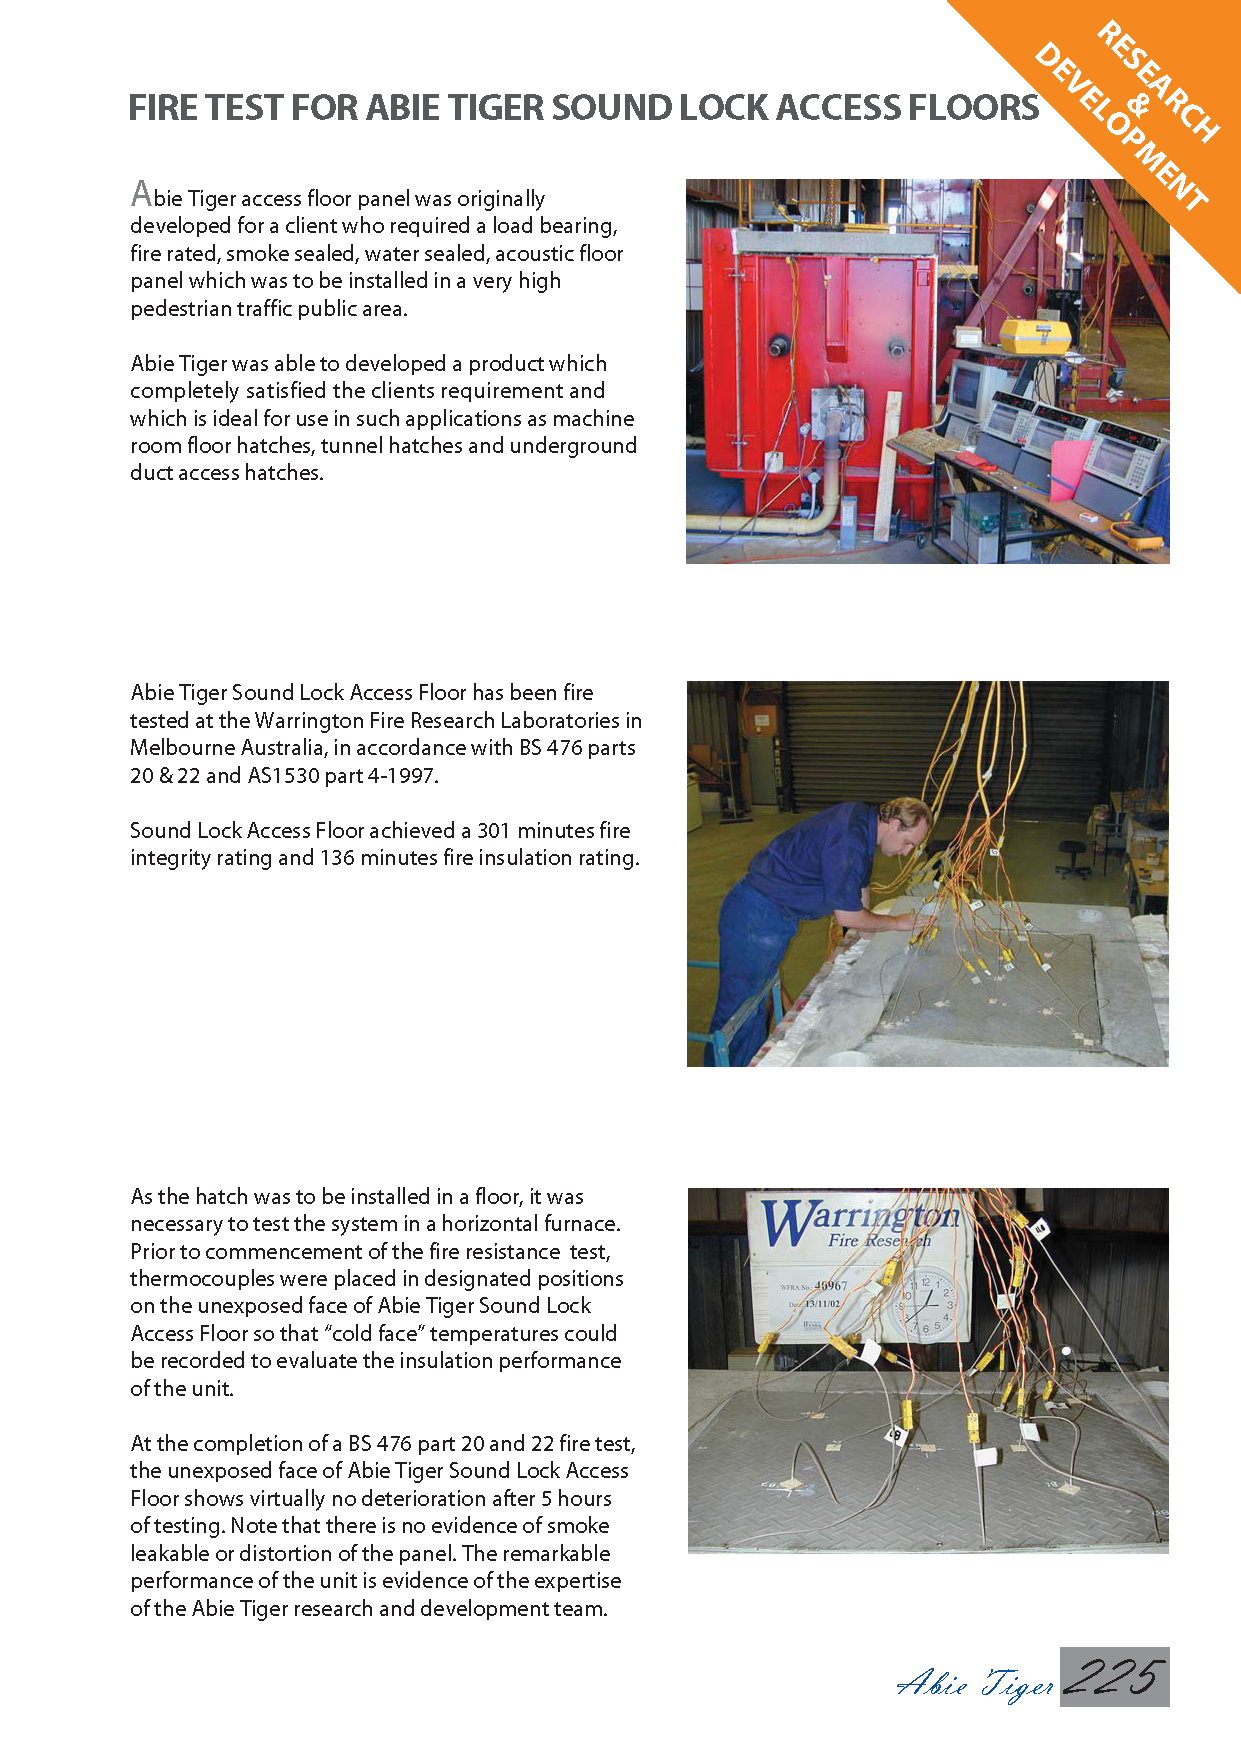 RESEARCH
&
DEVELOPMENT
FIRE TEST FOR ABIE TIGER SOUND LOCK ACCESS FLOORS
Abie Tiger access floor panel was originally
developed for a client who required a load bearing,
fire rated, smoke sealed, water sealed, acoustic floor
panel which was to be installed in a very high
pedestrian traffic public area.
Abie Tiger was able to developed a product which
completely satisfied the clients requirement and
which is ideal for use in such applications as machine
room floor hatches, tunnel hatches and underground
duct access hatches.
Abie Tiger Sound Lock Access Floor has been fire
tested at the Warrington Fire Research Laboratories in
Melbourne Australia, in accordance with BS 476 parts
20 & 22 and AS1530 part 4-1997.
Sound Lock Access Floor achieved a 301 minutes fire
integrity rating and 136 minutes fire insulation rating.
As the hatch was to be installed in a floor, it was
necessary to test the system in a horizontal furnace.
Prior to commencement of the fire resistance test,
thermocouples were placed in designated positions
on the unexposed face of Abie Tiger Sound Lock
Access Floor so that “cold face” temperatures could
be recorded to evaluate the insulation performance
of the unit.
At the completion of a BS 476 part 20 and 22 fire test,
the unexposed face of Abie Tiger Sound Lock Access
Floor shows virtually no deterioration after 5 hours
of testing. Note that there is no evidence of smoke
leakable or distortion of the panel. The remarkable
performance of the unit is evidence of the expertise
of the Abie Tiger research and development team.
Warrington
Fire Research
WFRA No.: 40967
Date: 13/11/02
Abie Tiger 225